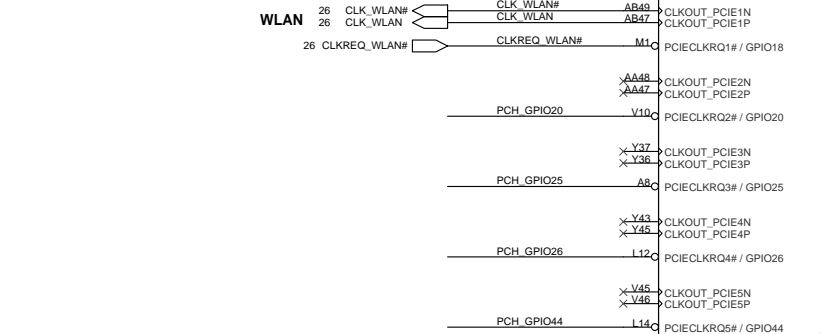 26 CLK_WLAN# CLK_WLAN# AB49 CLKOUT_PCIE1N
WLAN 26 CLK_WLAN CLK_WLAN AB47 CLKOUT_PCIE1P
26 CLKREQ_WLAN# CLKREQ_WLAN# M1 PCIECLKRQ1# / GPIO18
AA48 CLKOUT_PCIE2N
AA47 CLKOUT_PCIE2P
PCH_GPIO20 V10 PCIECLKRQ2# / GPIO20
Y37 CLKOUT_PCIE3N
Y36 CLKOUT_PCIE3P
PCH_GPIO25 A8 PCIECLKRQ3# / GPIO25
Y43 CLKOUT_PCIE4N
Y45 CLKOUT_PCIE4P
PCH_GPIO26 L12 PCIECLKRQ4# / GPIO26
V45 CLKOUT_PCIE5N
V46 CLKOUT_PCIE5P
PCH_GPIO44 L14 PCIECLKRQ5# / GPIO44